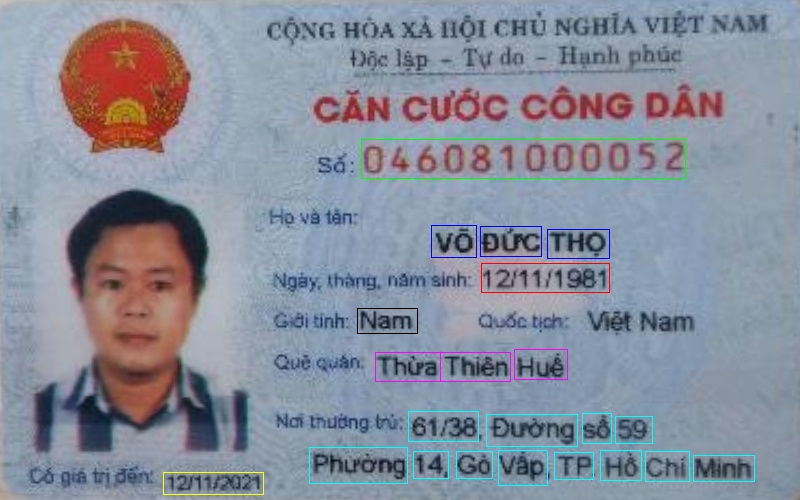 CỘNG HÒA XÃ HỘI CHỦ NGHĨA VIỆT NAM
Độc lập - Tự do - Hạnh phúc
CĂN CƯỚC CÔNG DÂN
Số: 046081000052
Họ và tên:
VÕ ĐỨC THỌ
Ngày, tháng, năm sinh: 12/11/1981
Giới tính: Nam Quốc tịch: Việt Nam
Quê quán: Thừa Thiên Huế
Nơi thường trú: 61/38, Đường số 59
Phường 14, Gò Vấp, TP Hồ Chí Minh
Có giá trị đến: 12/11/2021